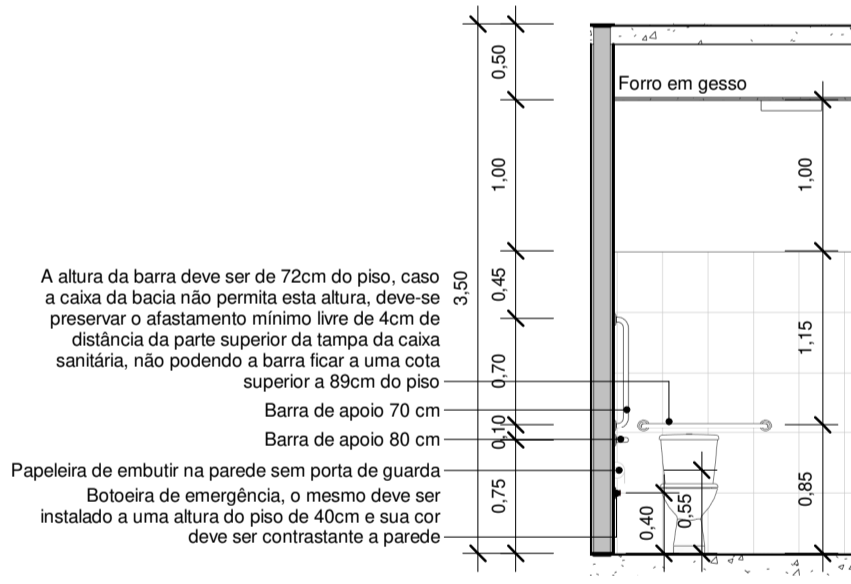 0,50
Forro em gesso
1,00
1,00
A altura da barra deve ser de 72cm do piso, caso
a caixa da bacia não permita esta altura, deve-se
preservar o afastamento mínimo livre de 4cm de
distância da parte superior da tampa da caixa
sanitária, não podendo a barra ficar a uma cota
superior a 89cm do piso
3,50
0,45
1,15
0,70
Barra de apoio 70 cm
0,10
Barra de apoio 80 cm
Papeleira de embutir na parede sem porta de guarda
Botoeira de emergência, o mesmo deve ser
instalado a uma altura do piso de 40cm e sua cor
deve ser contrastante a parede
0,75
0,40
0,55
0,85